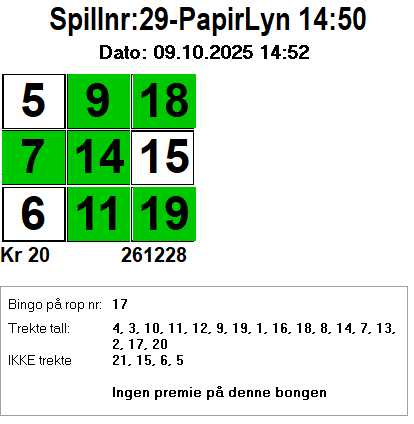 Spillnr:29-PapirLyn 14:50
Dato: 09.10.2025 14:52
5 9 18
7 14 15
6 11 19
Kr 20 261228
Bingo på rop nr: 17
Trekte tall: 4, 3, 10, 11, 12, 9, 19, 1, 16, 18, 8, 14, 7, 13,
2, 17, 20
IKKE trekte 21, 15, 6, 5
Ingen premie på denne bongen